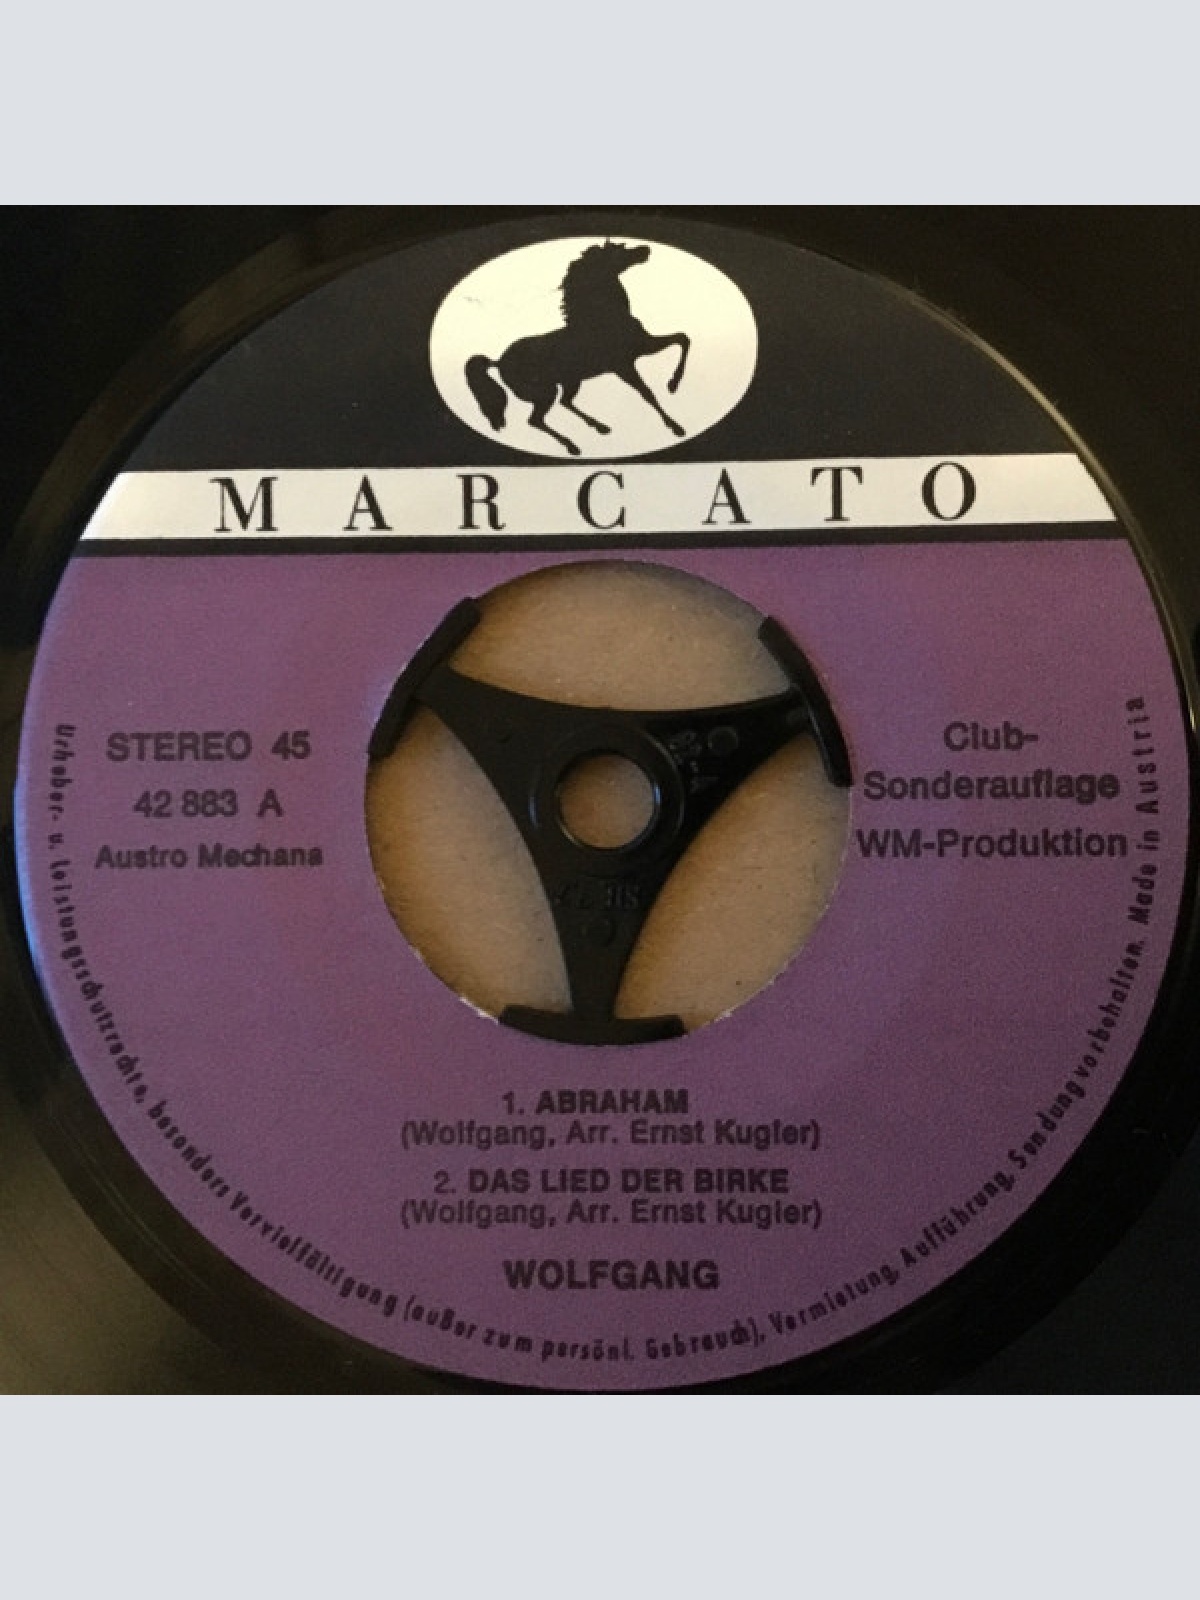 MARCATO
STEREO 45
42 883 A
Austro Mechana
Club-
Sonderauflage
WM-Produktion
1. ABRAHAM
(Wolfgang, Arr. Ernst Kugler)
2. DAS LIED DER BIRKE
(Wolfgang, Arr. Ernst Kugler)
WOLFGANG
Urheber- u. Leistungsschutzrechte, besonders Vervielfältigung (außer zum persönl. Gebrauch), Vermietung, Aufführung, Sendung vorbehalten. Made in Austria